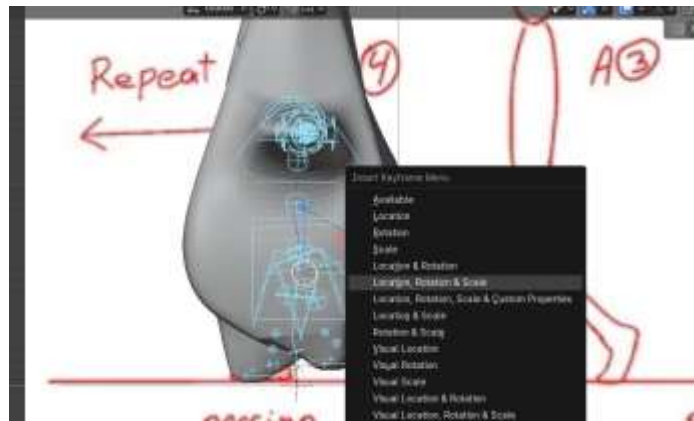 Repeat
④
A③
Insert Keyframe Menu
Available
Location
Rotation
Scale
Location & Rotation
Location, Rotation & Scale
Location, Rotation, Scale & Custom Properties
Location & Scale
Rotation & Scale
Visual Location
Visual Rotation
Visual Scale
Visual Location & Rotation
Visual Location, Rotation & Scale
passing